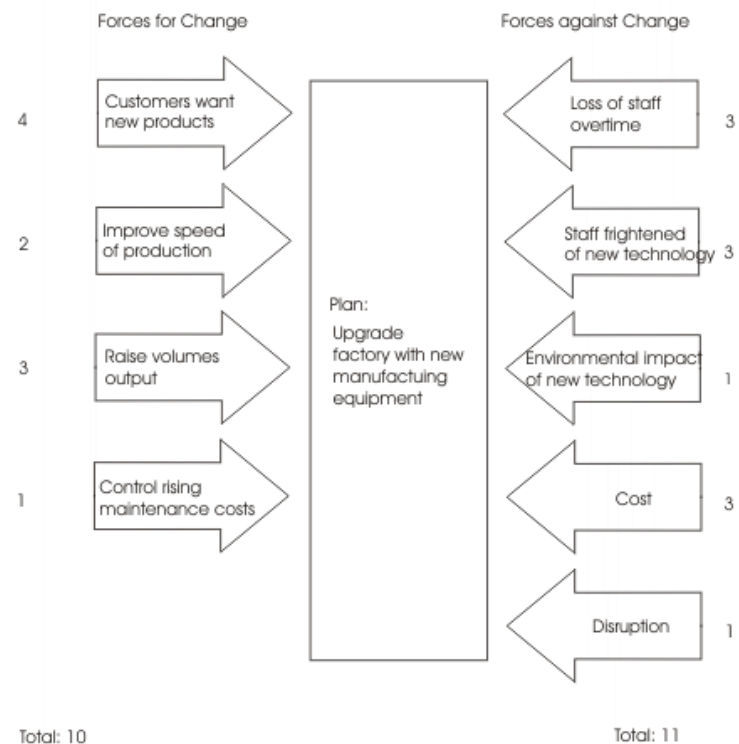 Forces for Change
Forces against Change
4
Customers want
new products
Loss of staff
overtime
3
2
Improve speed
of production
Staff frightened
of new technology
3
Plan:
Upgrade
factory with new
manufactuing
equipment
3
Raise volumes
output
Environmental impact
of new technology
1
1
Control rising
maintenance costs
Cost
3
Disruption
1
Total: 10
Total: 11